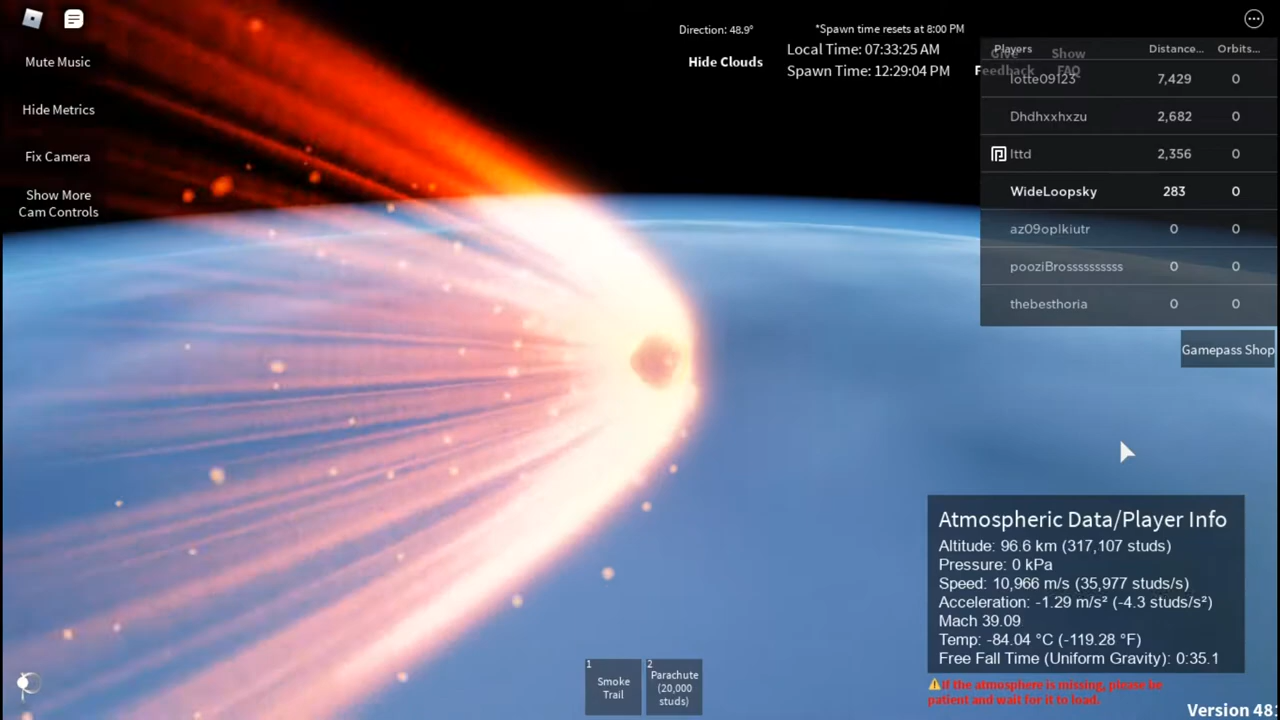 Direction: 48.9°
*Spawn time resets at 8:00 PM
Local Time: 07:33:25 AM
Hide Clouds
Spawn Time: 12:29:04 PM
Give
Show
Feedback
FAQ
Mute Music
Hide Metrics
Fix Camera
Show More
Cam Controls
Players Distance... Orbits...
lotte09123 7,429 0
Dhdhxxhxzu 2,682 0
lttd 2,356 0
WideLoopsky 283 0
az09oplkiutr 0 0
pooziBrossssssssss 0 0
thebesthoria 0 0
Gamepass Shop
Atmospheric Data/Player Info
Altitude: 96.6 km (317,107 studs)
Pressure: 0 kPa
Speed: 10,966 m/s (35,977 studs/s)
Acceleration: -1.29 m/s² (-4.3 studs/s²)
Mach 39.09
Temp: -84.04 °C (-119.28 °F)
Free Fall Time (Uniform Gravity): 0:35.1
⚠️If the atmosphere is missing, please be
patient and wait for it to load.
1
Smoke
Trail
2
Parachute
(20,000
studs)
Version 48